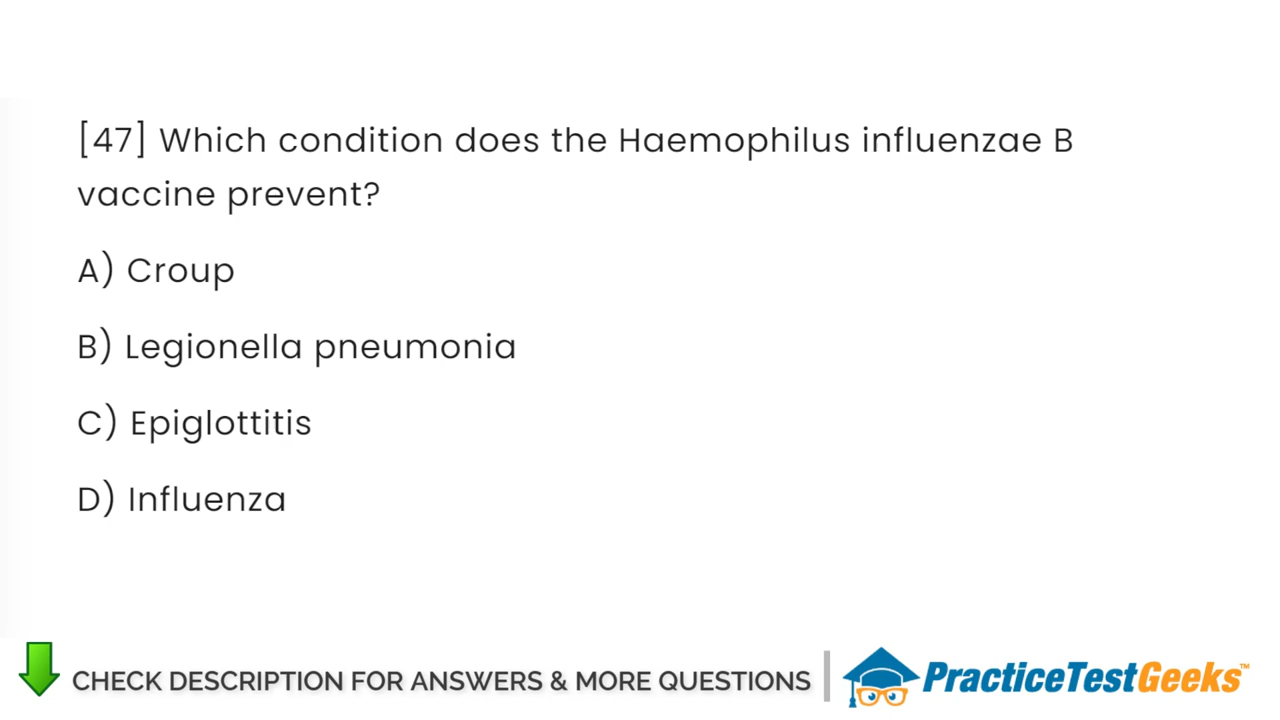 [47] Which condition does the Haemophilus influenzae B
vaccine prevent?
A) Croup
B) Legionella pneumonia
C) Epiglottitis
D) Influenza
CHECK DESCRIPTION FOR ANSWERS & MORE QUESTIONS
PracticeTestGeeks™